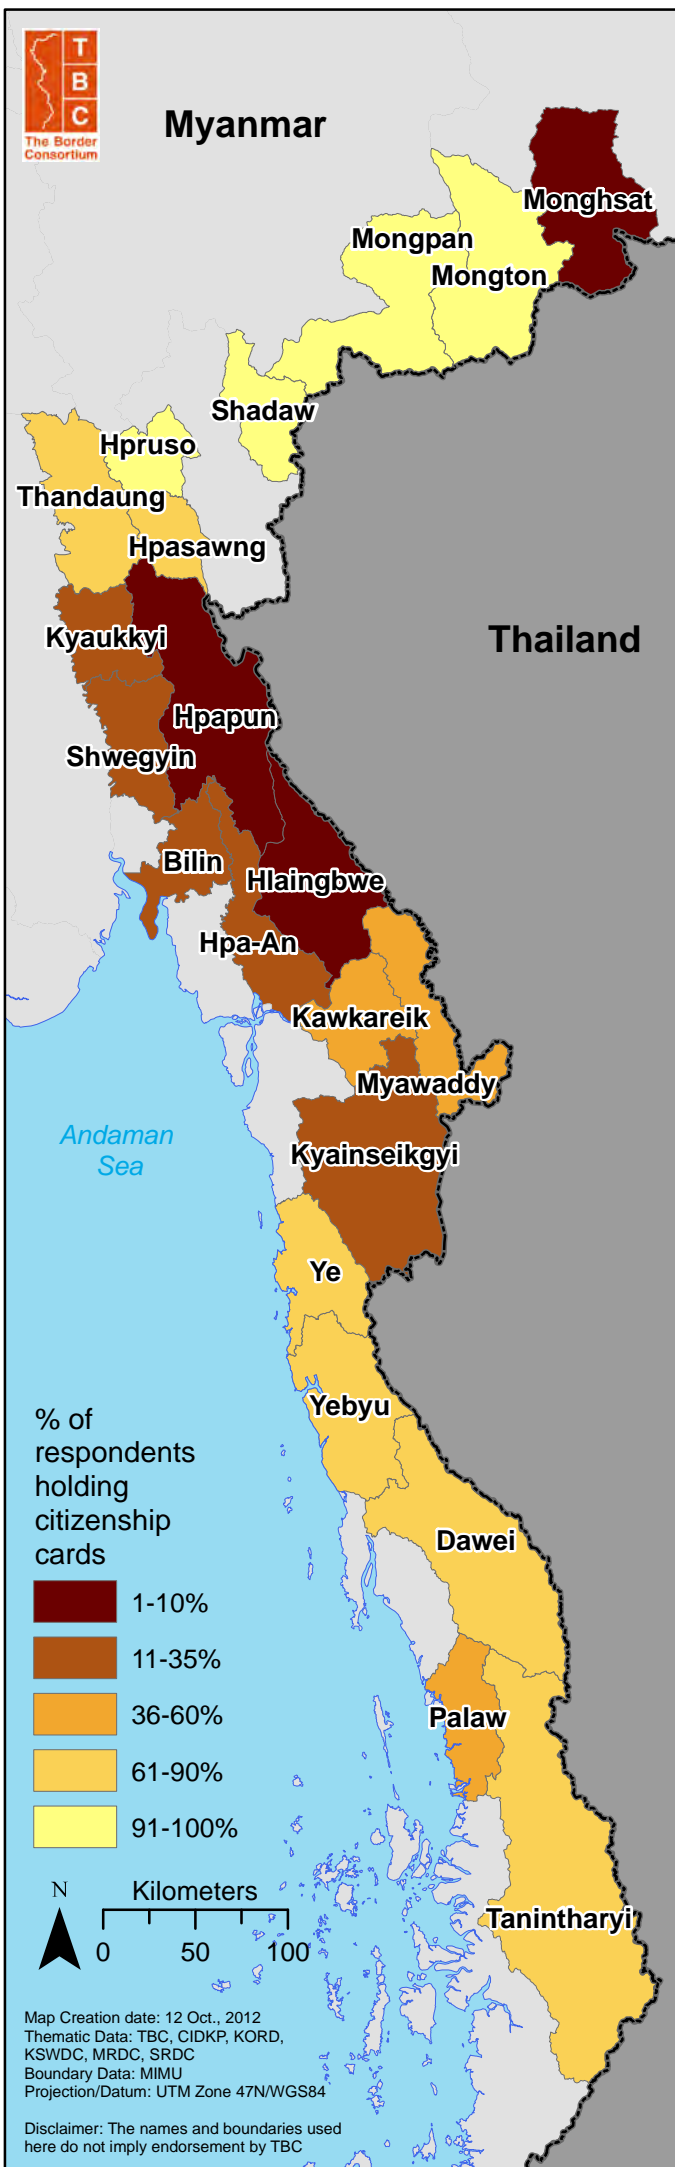 T
B
C
The Border
Consortium
Myanmar
Monghsat
Mongpan
Mongton
Shadaw
Hpruso
Thandaung
Hpasawng
Kyaukkyi
Thailand
Hpapun
Shwegyin
Bilin
Hlaingbwe
Hpa-An
Kawkareik
Myawaddy
Andaman
Sea
Kyainseikgyi
Ye
Yebyu
% of
respondents
holding
citizenship
cards
Dawei
1-10%
11-35%
36-60%
Palaw
61-90%
91-100%
N
Kilometers
Tanintharyi
0 50 100
Map Creation date: 12 Oct., 2012
Thematic Data: TBC, CIDKP, KORD,
KSWDC, MRDC, SRDC
Boundary Data: MIMU
Projection/Datum: UTM Zone 47N/WGS84
Disclaimer: The names and boundaries used
here do not imply endorsement by TBC